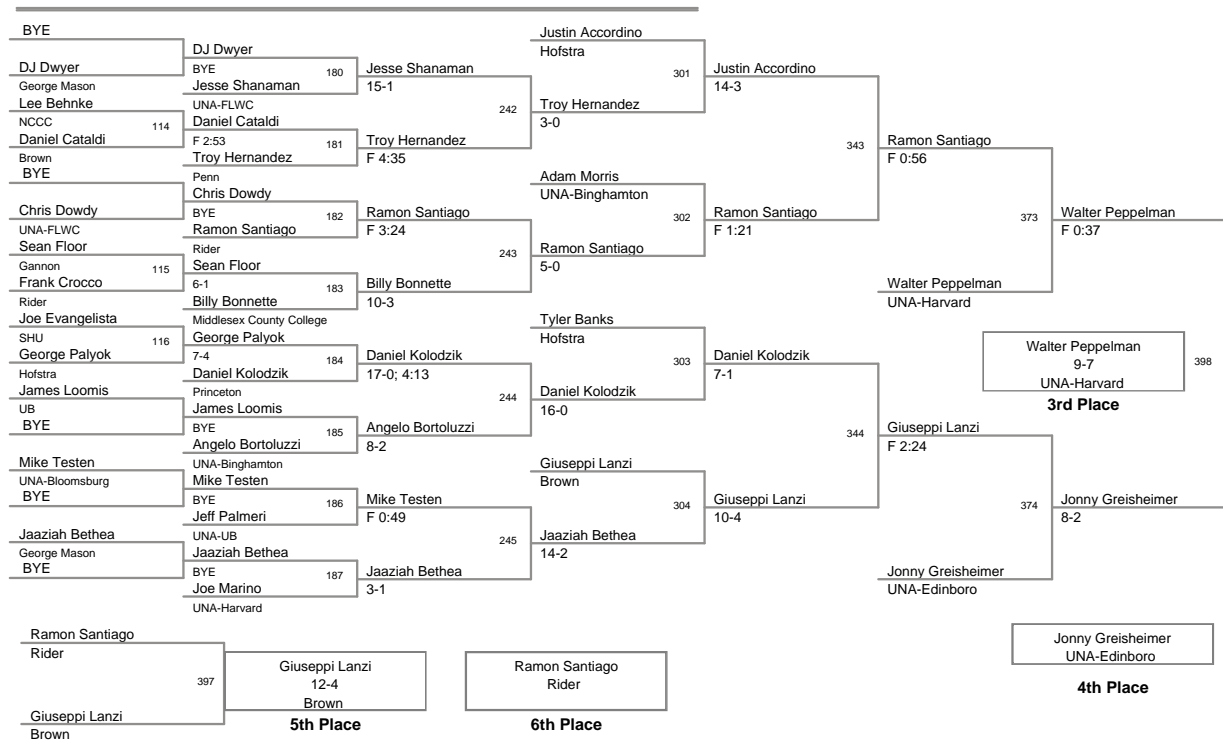 BYE
DJ Dwyer
George Mason
Lee Behnke
NCCC
114
Daniel Cataldi
Brown
BYE
Chris Dowdy
UNA-FLWC
Sean Floor
Gannon
115
Frank Crocco
Rider
Joe Evangelista
SHU
116
George Palyok
Hofstra
James Loomis
UB
BYE
Mike Testen
UNA-Bloomsburg
BYE
Jaaziah Bethea
George Mason
BYE
DJ Dwyer
BYE
180
Jesse Shanaman
UNA-FLWC
Daniel Cataldi
F 2:53
181
Troy Hernandez
Penn
Chris Dowdy
BYE
182
Ramon Santiago
Rider
Sean Floor
6-1
183
Billy Bonnette
Middlesex County College
George Palyok
7-4
184
Daniel Kolodzik
Princeton
James Loomis
BYE
185
Angelo Bortoluzzi
UNA-Binghamton
Mike Testen
BYE
186
Jeff Palmeri
UNA-UB
Jaaziah Bethea
BYE
187
Joe Marino
UNA-Harvard
Jesse Shanaman
15-1
242
Troy Hernandez
F 4:35
Ramon Santiago
F 3:24
243
Billy Bonnette
10-3
Daniel Kolodzik
17-0; 4:13
244
Angelo Bortoluzzi
8-2
Mike Testen
F 0:49
245
Jaaziah Bethea
3-1
Justin Accordino
Hofstra
301
Troy Hernandez
3-0
Adam Morris
UNA-Binghamton
302
Ramon Santiago
5-0
Tyler Banks
Hofstra
303
Daniel Kolodzik
16-0
Giuseppi Lanzi
Brown
304
Jaaziah Bethea
14-2
Justin Accordino
14-3
343
Ramon Santiago
F 1:21
Daniel Kolodzik
7-1
344
Giuseppi Lanzi
10-4
Ramon Santiago
F 0:56
373
Walter Peppelman
UNA-Harvard
Giuseppi Lanzi
F 2:24
374
Jonny Greisheimer
UNA-Edinboro
Walter Peppelman
F 0:37
Walter Peppelman
9-7
398
UNA-Harvard
3rd Place
Jonny Greisheimer
8-2
Jonny Greisheimer
UNA-Edinboro
4th Place
Ramon Santiago
Rider
397
Giuseppi Lanzi
Brown
Giuseppi Lanzi
12-4
Brown
5th Place
Ramon Santiago
Rider
6th Place